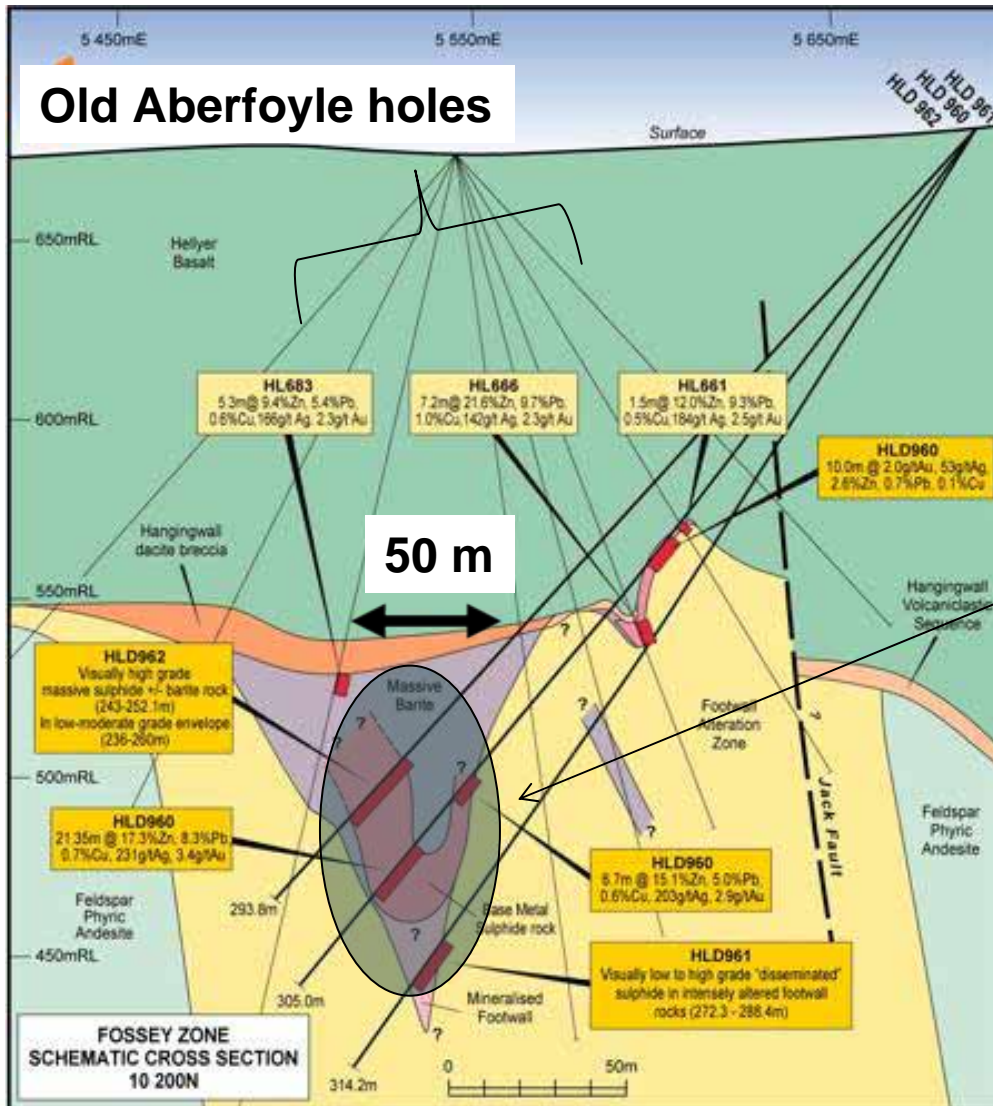 5 450mE
5 550mE
5 650mE
Old Aberfoyle holes
HLD 962
HLD 960
HLD 961
Surface
650mRL
Hellyer
Basalt
600mRL
HL683
5.3m@ 9.4%Zn, 5.4%Pb,
0.6%Cu,166g/t Ag, 2.3g/t Au
HL666
7.2m@ 21.6%Zn, 9.7%Pb,
1.0%Cu,142g/t Ag, 2.3g/t Au
HL661
1.5m@ 12.0%Zn, 9.3%Pb,
0.5%Cu,184g/t Ag, 2.5g/t Au
HLD960
10.0m @ 2.0g/tAu, 53g/tAg,
2.6%Zn, 0.7%Pb, 0.1%Cu
Hangingwall
dacite breccia
50 m
550mRL
Hangingwall
Volcaniclastic
Sequence
?
HLD962
Visually high grade
massive sulphide +/- barite rock
(243-252.1m)
In low-moderate grade envelope
(236-260m)
Massive
Barite
?
?
?
?
Footwall
Alteration
Zone
?
500mRL
Jack Fault
?
HLD960
21.35m @ 17.3%Zn, 8.3%Pb,
0.7%Cu, 231g/tAg, 3.4g/tAu
Feldspar
Phyric
Andesite
HLD960
6.7m @ 15.1%Zn, 5.0%Pb,
0.6%Cu, 203g/tAg, 2.9g/tAu
Feldspar
Phyric
Andesite
293.8m
Base Metal
Sulphide rock
?
450mRL
HLD961
Visually low to high grade "disseminated"
sulphide in intensely altered footwall
rocks (272.3 - 288.4m)
305.0m
Mineralised
Footwall
?
FOSSEY ZONE
SCHEMATIC CROSS SECTION
10 200N
314.2m
0
50m